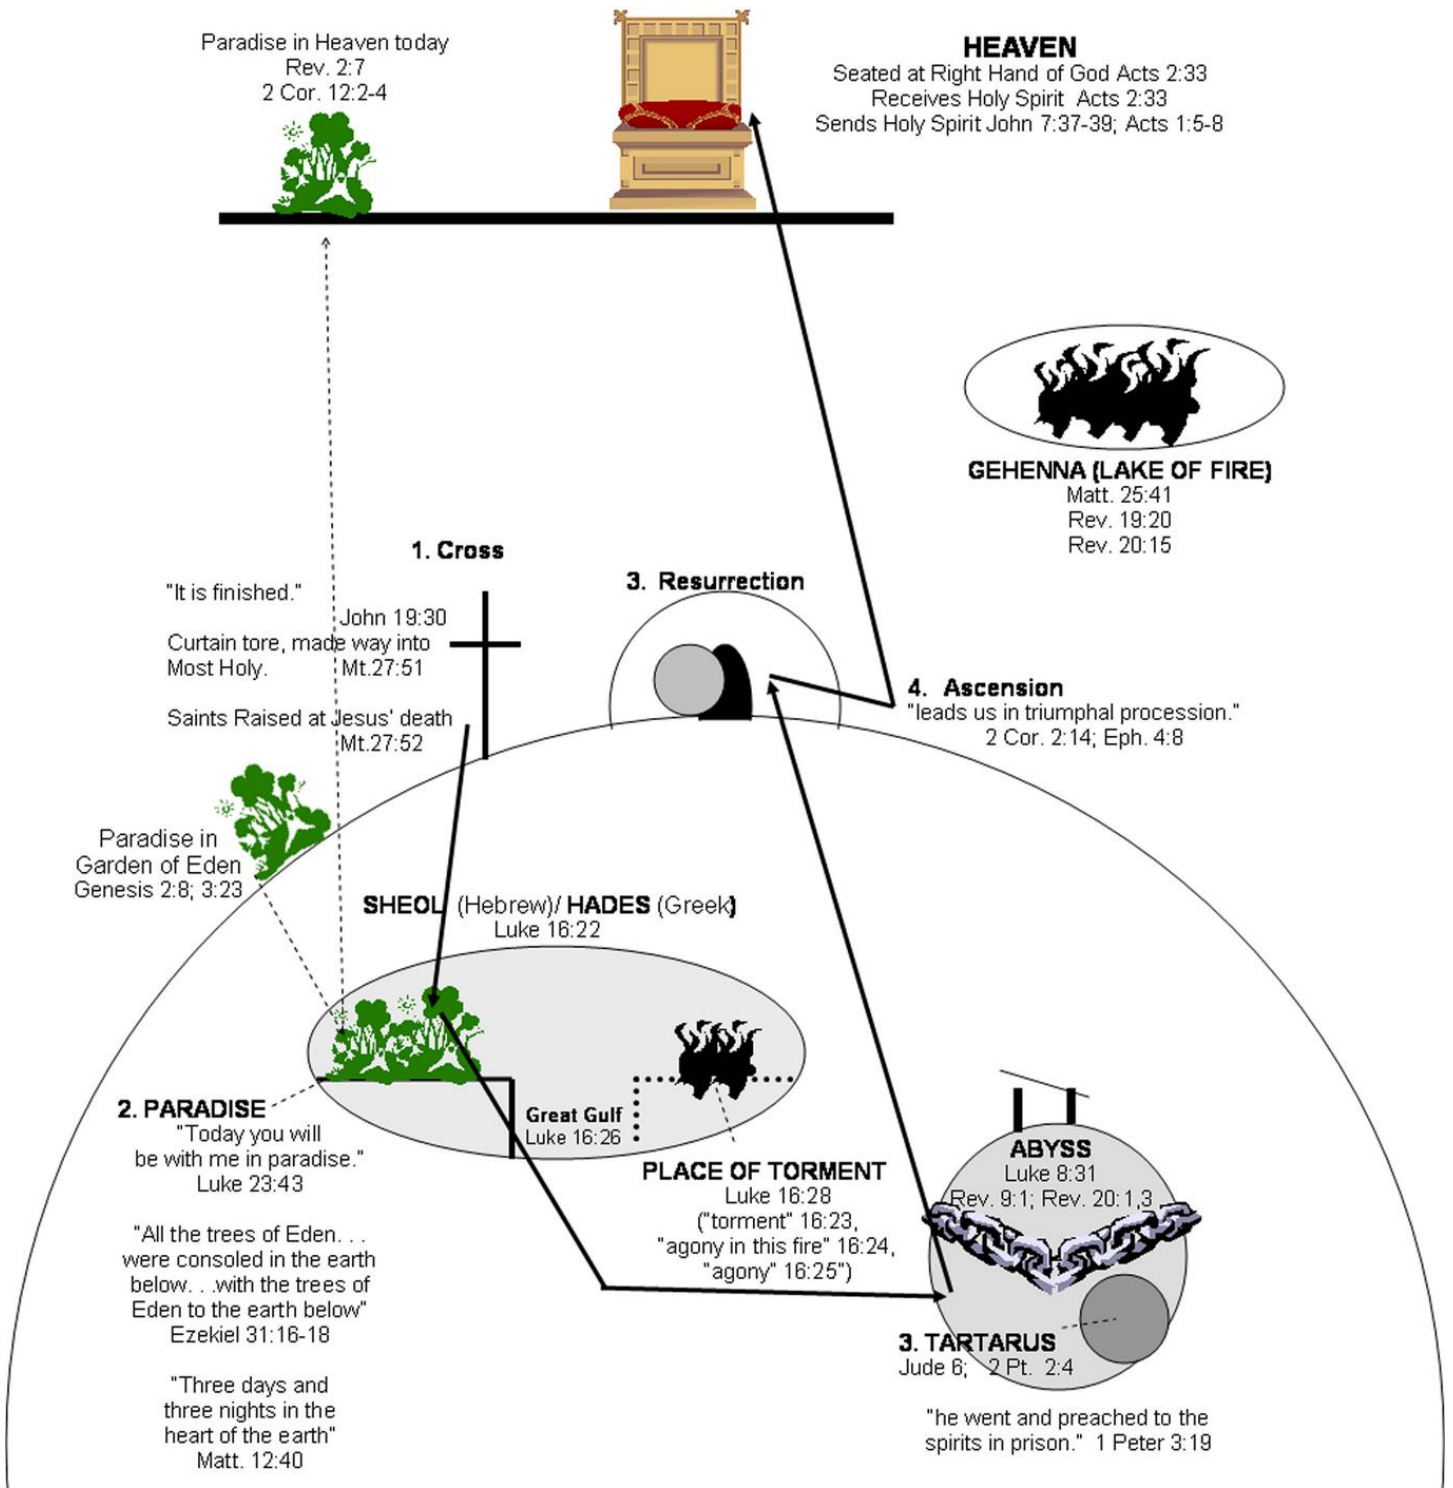 Paradise in Heaven today
Rev. 2:7
2 Cor. 12:2-4
HEAVEN
Seated at Right Hand of God Acts 2:33
Receives Holy Spirit Acts 2:33
Sends Holy Spirit John 7:37-39; Acts 1:5-8
GEHENNA (LAKE OF FIRE)
Matt. 25:41
Rev. 19:20
Rev. 20:15
1. Cross
"It is finished."
John 19:30
Curtain tore, made way into
Most Holy. Mt.27:51
Saints Raised at Jesus' death
Mt.27:52
3. Resurrection
4. Ascension
"leads us in triumphal procession."
2 Cor. 2:14; Eph. 4:8
Paradise in
Garden of Eden
Genesis 2:8; 3:23
SHEOL (Hebrew)/ HADES (Greek)
Luke 16:22
Great Gulf
Luke 16:26
2. PARADISE
"Today you will
be with me in paradise."
Luke 23:43
"All the trees of Eden. . .
were consoled in the earth
below. . .with the trees of
Eden to the earth below"
Ezekiel 31:16-18
"Three days and
three nights in the
heart of the earth"
Matt. 12:40
PLACE OF TORMENT
Luke 16:28
("torment" 16:23,
"agony in this fire" 16:24,
"agony" 16:25")
ABYSS
Luke 8:31
Rev. 9:1; Rev. 20:1,3
3. TARTARUS
Jude 6; 2 Pt. 2:4
"he went and preached to the
spirits in prison." 1 Peter 3:19